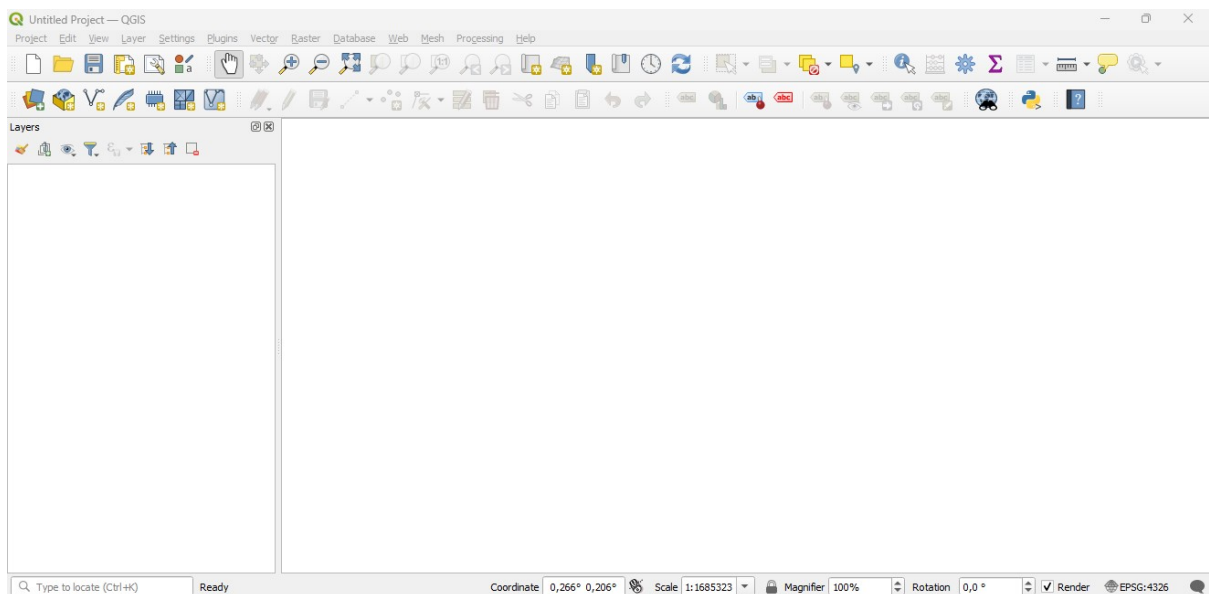 Untitled Project — QGIS
Project Edit View Layer Settings Plugins Vector Raster Database Web Mesh Processing Help
Layers
Type to locate (Ctrl+K) Ready Coordinate 0,266° 0,206° Scale 1:1685323 Magnifier 100% Rotation 0,0 ° Render EPSG:4326